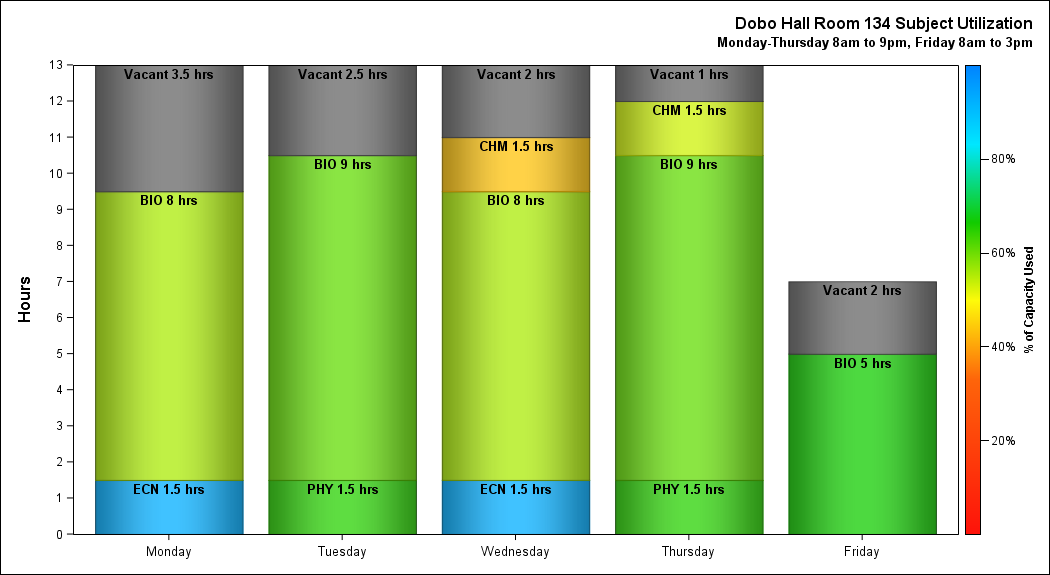 Dobo Hall Room 134 Subject Utilization
Monday-Thursday 8am to 9pm, Friday 8am to 3pm
Hours
13
12
11
10
9
8
7
6
5
4
3
2
1
0
Vacant 3.5 hrs
BIO 8 hrs
ECN 1.5 hrs
Vacant 2.5 hrs
BIO 9 hrs
PHY 1.5 hrs
Vacant 2 hrs
CHM 1.5 hrs
BIO 8 hrs
ECN 1.5 hrs
Vacant 1 hrs
CHM 1.5 hrs
BIO 9 hrs
PHY 1.5 hrs
Vacant 2 hrs
BIO 5 hrs
Monday Tuesday Wednesday Thursday Friday
80%
60%
40%
20%
% of Capacity Used